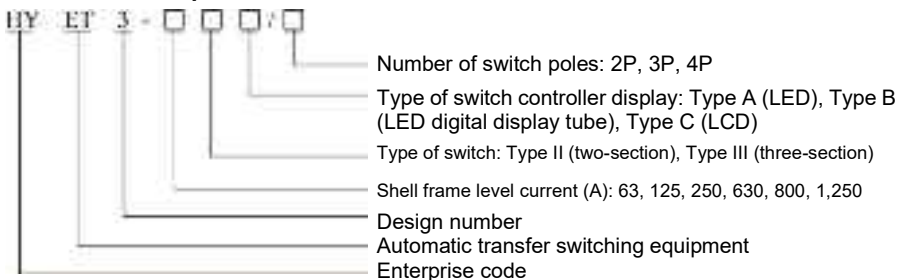 HY ET 3 - □ □ □ / □
Number of switch poles: 2P, 3P, 4P
Type of switch controller display: Type A (LED), Type B
(LED digital display tube), Type C (LCD)
Type of switch: Type II (two-section), Type III (three-section)
Shell frame level current (A): 63, 125, 250, 630, 800, 1,250
Design number
Automatic transfer switching equipment
Enterprise code